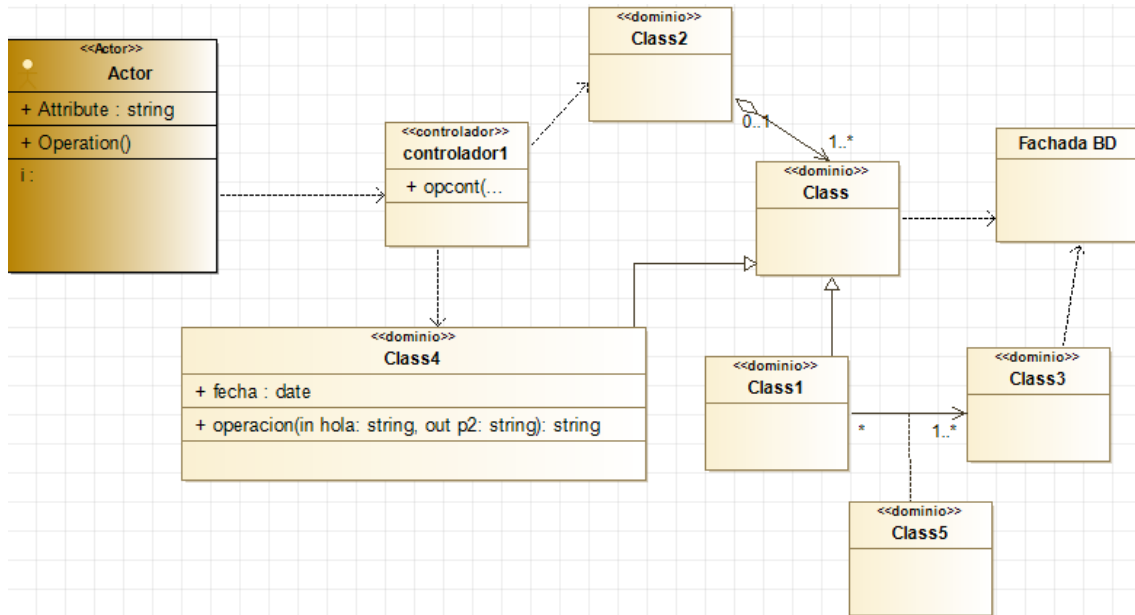 <<Actor>>
Actor
+ Attribute : string
+ Operation()
i :
<<dominio>>
Class2
<<controlador>>
controlador1
+ opcont(...
0..1
1..*
<<dominio>>
Class
Fachada BD
<<dominio>>
Class4
+ fecha : date
+ operacion(in hola: string, out p2: string): string
<<dominio>>
Class1
*
1..*
<<dominio>>
Class3
<<dominio>>
Class5